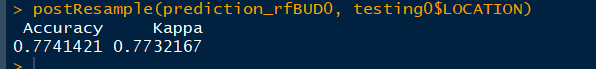 > postResample(prediction_rfBUD0, testing0$LOCATION)
Accuracy Kappa
0.7741421 0.7732167
>